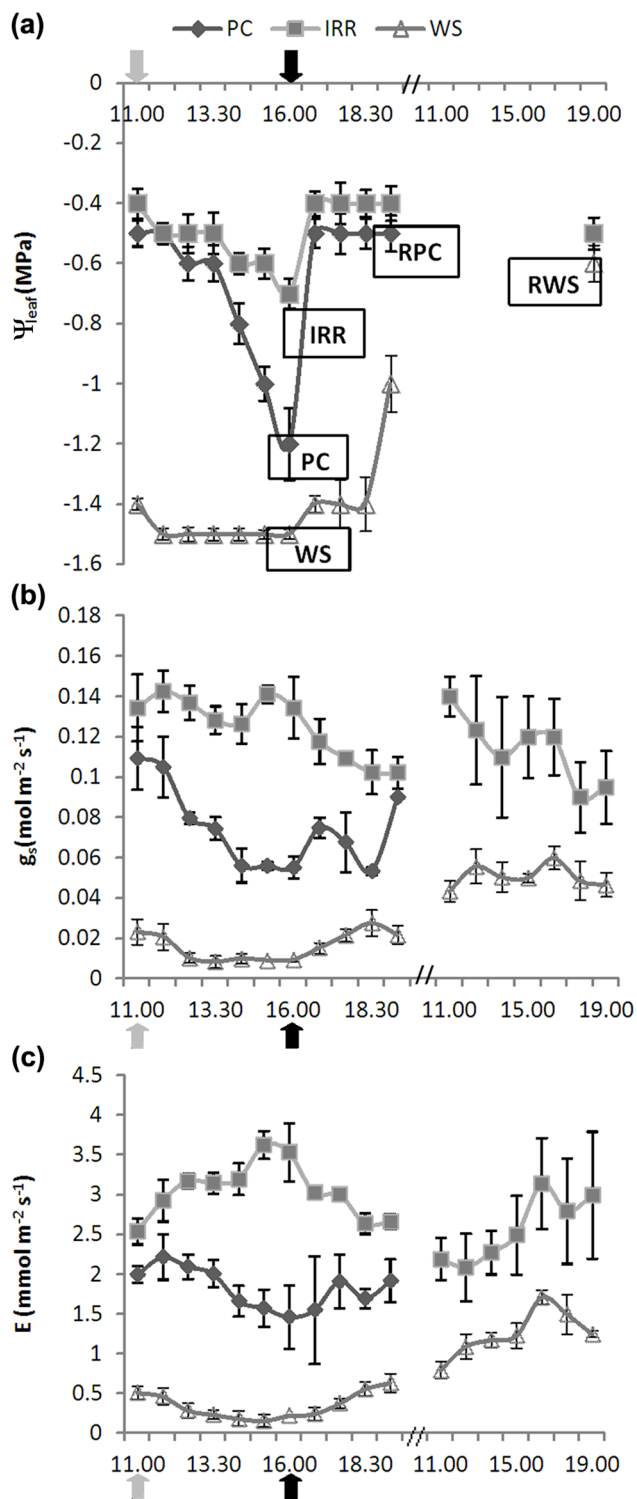 (a) PC IRR WS
0
11.00 13.30 16.00 18.30 // 11.00 15.00 19.00
-0.2
-0.4
-0.6
-0.8
-1
-1.2
-1.4
-1.6
Ψleaf (MPa)
RPC
RWS
IRR
PC
WS
(b)
0.18
0.16
0.14
0.12
0.1
0.08
0.06
0.04
0.02
0
gs (mol m⁻² s⁻¹)
11.00 13.30 16.00 18.30 // 11.00 15.00 19.00
(c)
4.5
4
3.5
3
2.5
2
1.5
1
0.5
0
E (mmol m⁻² s⁻¹)
11.00 13.30 16.00 18.30 // 11.00 15.00 19.00